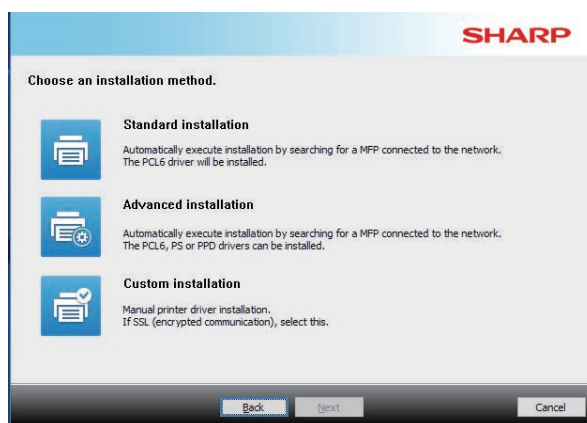 SHARP
Choose an installation method.
Standard installation
Automatically execute installation by searching for a MFP connected to the network.
The PCL6 driver will be installed.
Advanced installation
Automatically execute installation by searching for a MFP connected to the network.
The PCL6, PS or PPD drivers can be installed.
Custom installation
Manual printer driver installation.
If SSL (encrypted communication), select this.
Back Next Cancel